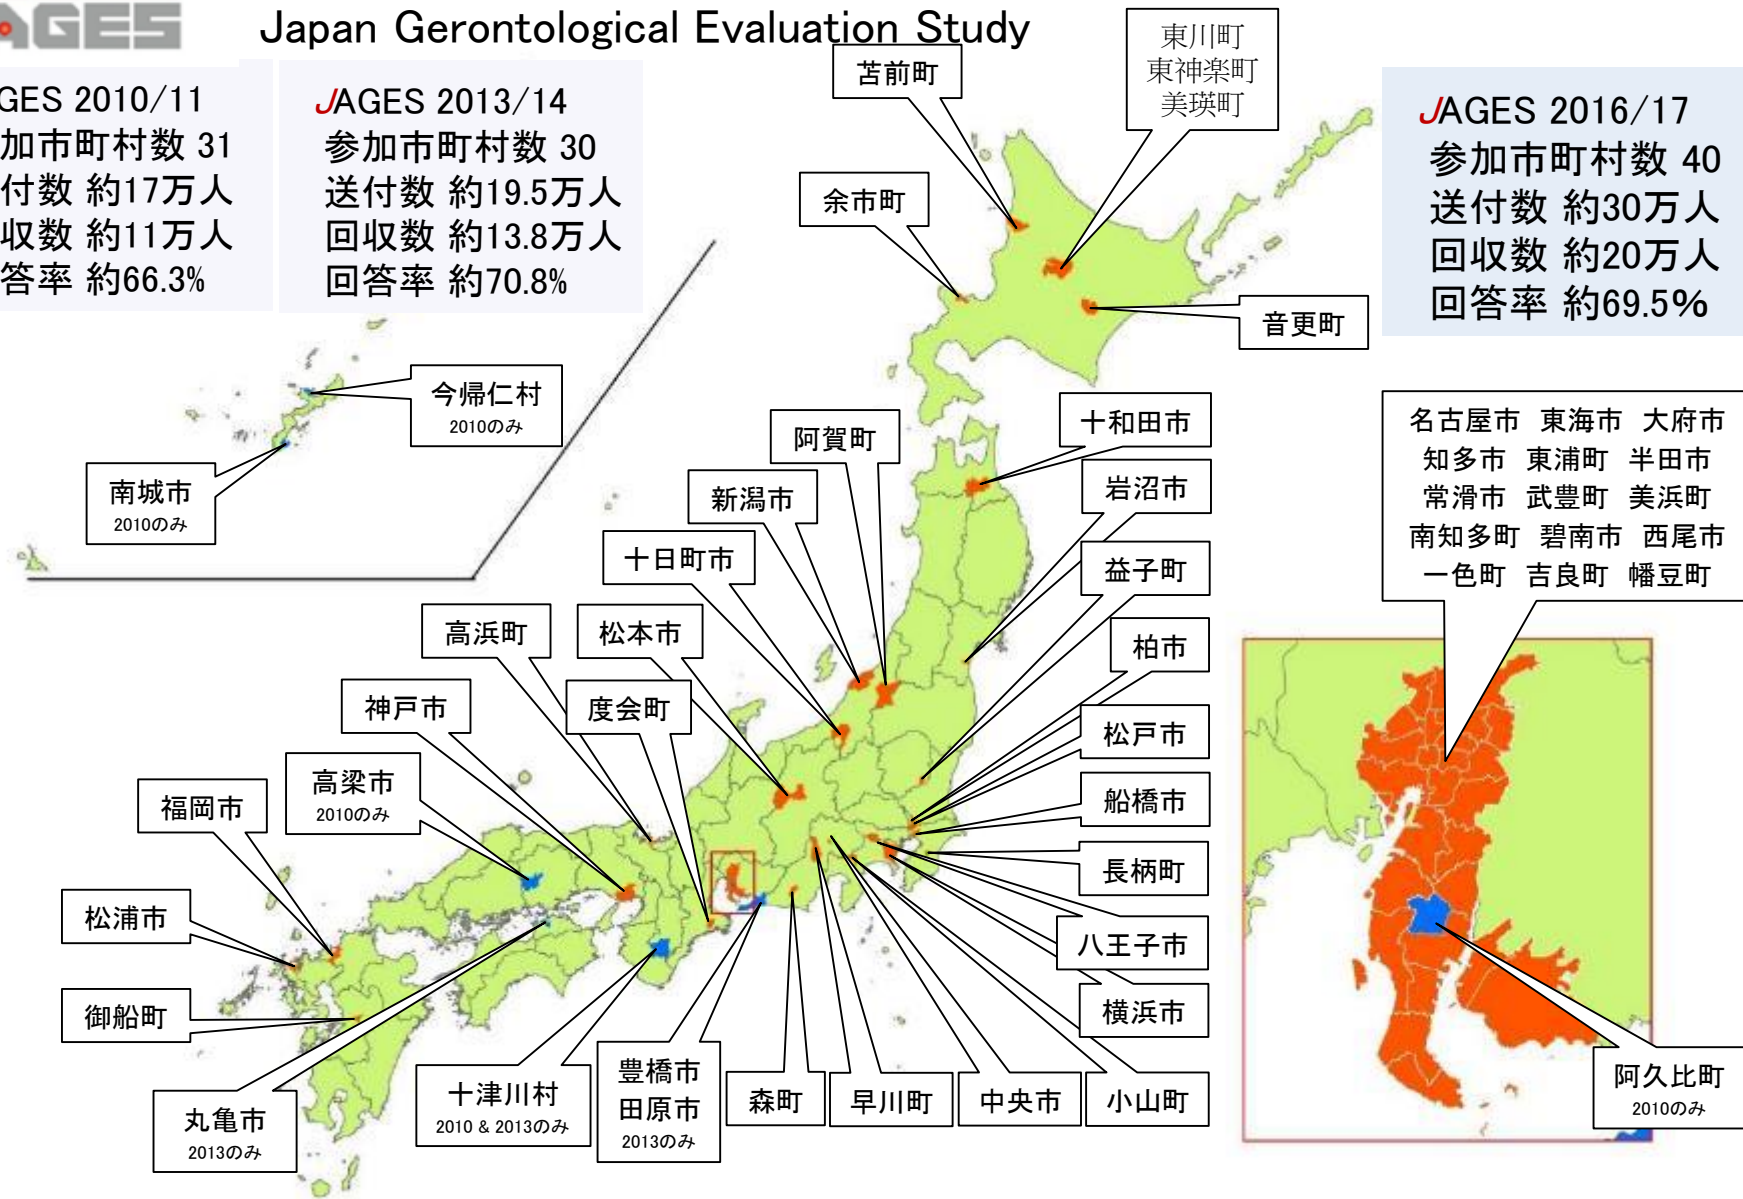 AGES
Japan Gerontological Evaluation Study
GES 2010/11
加市町村数 31
付数 約17万人
収数 約11万人
答率 約66.3%
JAGES 2013/14
参加市町村数 30
送付数 約19.5万人
回収数 約13.8万人
回答率 約70.8%
JAGES 2016/17
参加市町村数 40
送付数 約30万人
回収数 約20万人
回答率 約69.5%
苫前町
東川町
東神楽町
美瑛町
余市町
音更町
今帰仁村
2010のみ
南城市
2010のみ
阿賀町
十和田市
新潟市
岩沼市
十日町市
益子町
高浜町
松本市
柏市
神戸市
度会町
松戸市
高梁市
2010のみ
福岡市
船橋市
長柄町
松浦市
八王子市
御船町
横浜市
丸亀市
2013のみ
十津川村
2010 & 2013のみ
豊橋市
田原市
2013のみ
森町
早川町
中央市
小山町
名古屋市 東海市 大府市
知多市 東浦町 半田市
常滑市 武豊町 美浜町
南知多町 碧南市 西尾市
一色町 吉良町 幡豆町
阿久比町
2010のみ